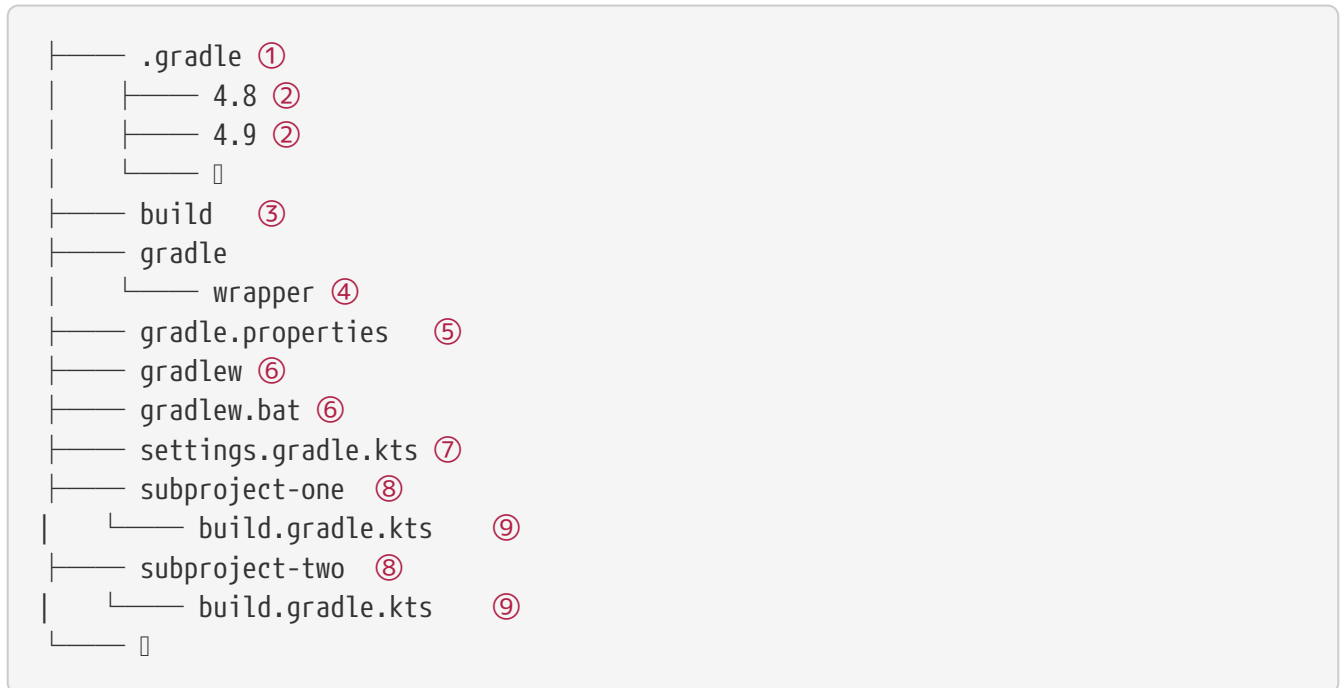 ├── .gradle ①
│ ├── 4.8 ②
│ ├── 4.9 ②
│ └── ▯
├── build ③
├── gradle
│ └── wrapper ④
├── gradle.properties ⑤
├── gradlew ⑥
├── gradlew.bat ⑥
├── settings.gradle.kts ⑦
├── subproject-one ⑧
| └── build.gradle.kts ⑨
├── subproject-two ⑧
| └── build.gradle.kts ⑨
└── ▯